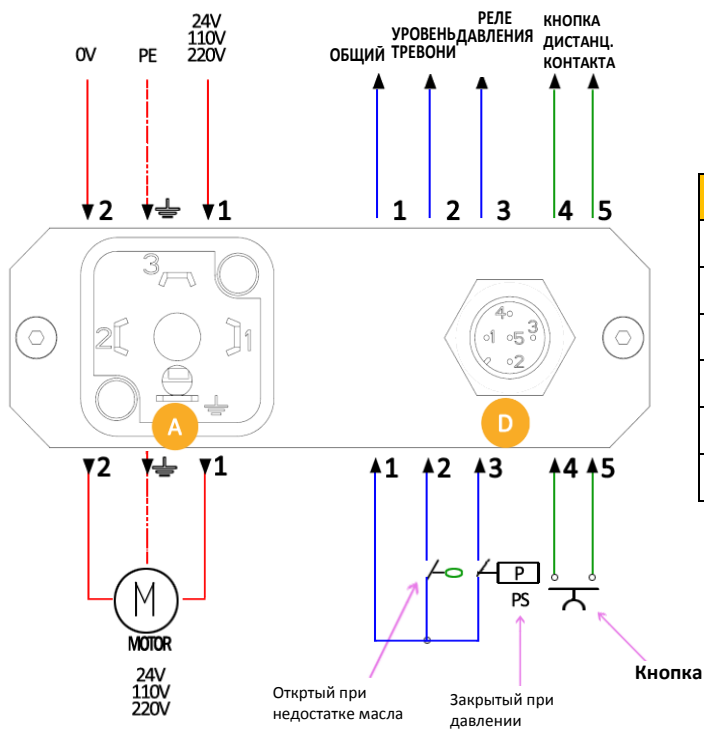 24V
110V
220V
0V
PE
ОБЩИЙ
УРОВЕНЬ
ТРЕВОНИ
РЕЛЕ
ДАВЛЕНИЯ
КНОПКА
ДИСТАНЦ.
КОНТАКТА
2
1
1
2
3
4
5
3
2
1
A
4
3
1
5
2
D
2
1
1
2
3
4
5
M
MOTOR
24V
110V
220V
P
PS
Откртый при
недостатке масла
Закрытый при
давлении
Кнопка